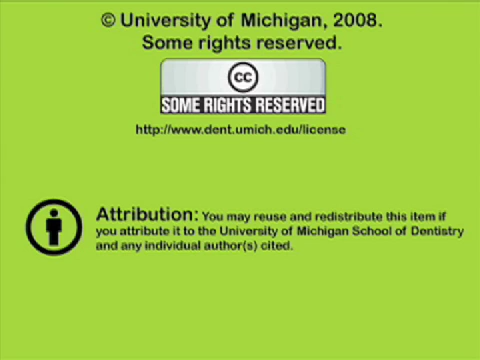 © University of Michigan, 2008.
Some rights reserved.
cc
SOME RIGHTS RESERVED
http://www.dent.umich.edu/license
Attribution: You may reuse and redistribute this item if
you attribute it to the University of Michigan School of Dentistry
and any individual author(s) cited.